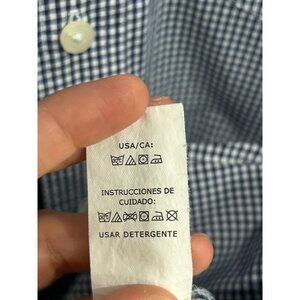 USA/CA:
INSTRUCCIONES DE
CUIDADO:
USAR DETERGENTE